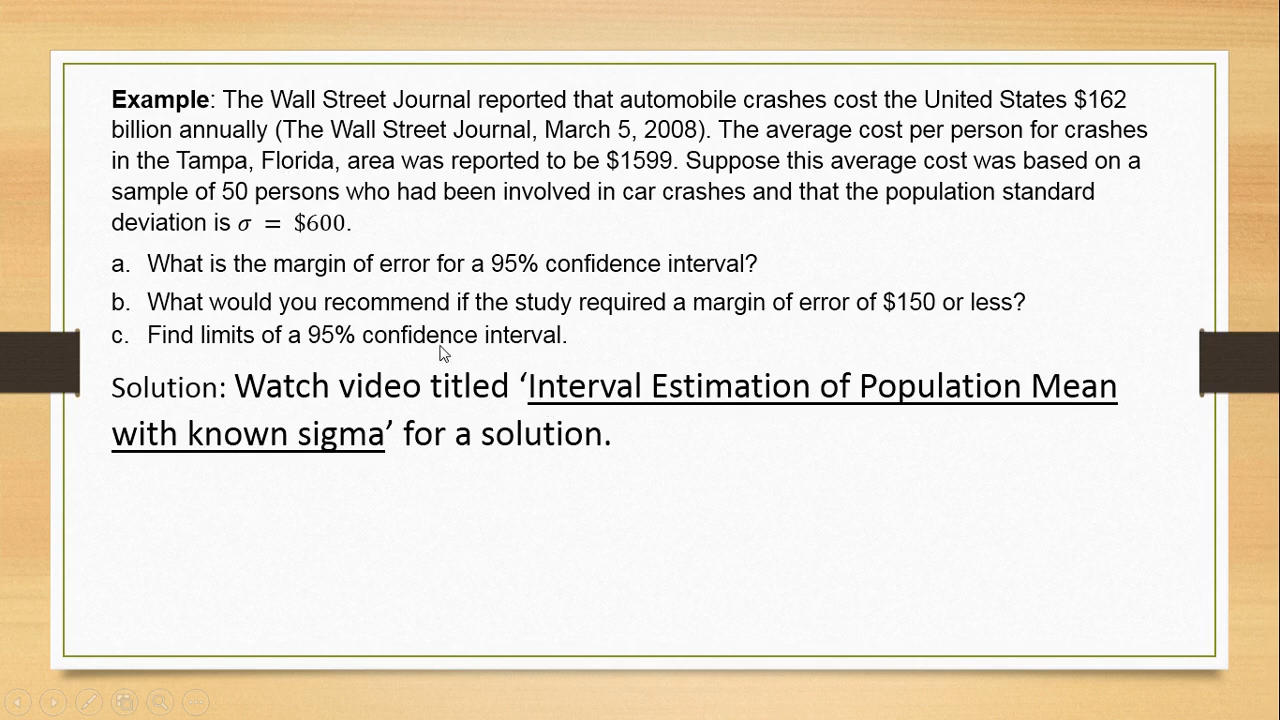 Example: The Wall Street Journal reported that automobile crashes cost the United States $162
billion annually (The Wall Street Journal, March 5, 2008). The average cost per person for crashes
in the Tampa, Florida, area was reported to be $1599. Suppose this average cost was based on a
sample of 50 persons who had been involved in car crashes and that the population standard
deviation is σ = $600.
a. What is the margin of error for a 95% confidence interval?
b. What would you recommend if the study required a margin of error of $150 or less?
c. Find limits of a 95% confidence interval.
Solution: Watch video titled ‘Interval Estimation of Population Mean
with known sigma’ for a solution.